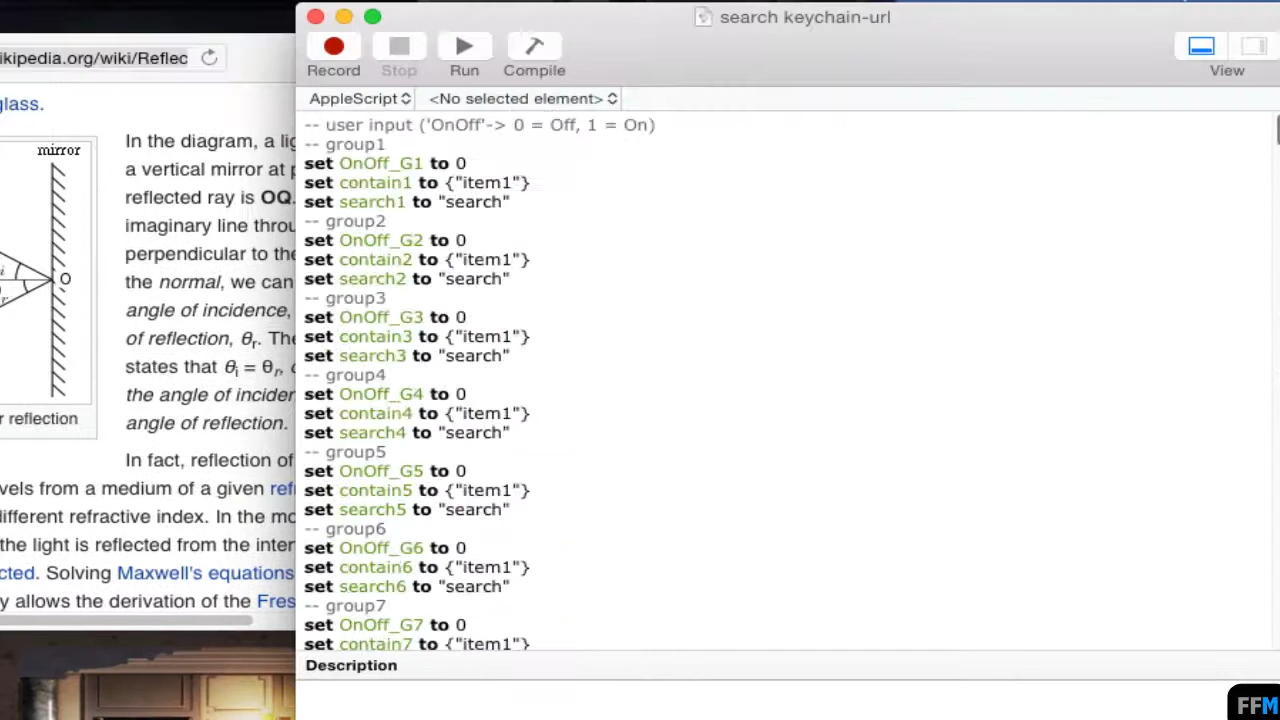 search keychain-url
Record
Stop
Run
Compile
View
AppleScript
<No selected element>
-- user input ('OnOff'-> 0 = Off, 1 = On)
-- group1
set OnOff_G1 to 0
set contain1 to {"item1"}
set search1 to "search"
-- group2
set OnOff_G2 to 0
set contain2 to {"item1"}
set search2 to "search"
-- group3
set OnOff_G3 to 0
set contain3 to {"item1"}
set search3 to "search"
-- group4
set OnOff_G4 to 0
set contain4 to {"item1"}
set search4 to "search"
-- group5
set OnOff_G5 to 0
set contain5 to {"item1"}
set search5 to "search"
-- group6
set OnOff_G6 to 0
set contain6 to {"item1"}
set search6 to "search"
-- group7
set OnOff_G7 to 0
set contain7 to {"item1"}
Description
ikipedia.org/wiki/Reflec
glass.
mirror
i
O
r
r reflection
In the diagram, a lig
a vertical mirror at p
reflected ray is OQ.
imaginary line throu
perpendicular to the
the normal, we can
angle of incidence,
of reflection, θr. The
states that θi = θr,
the angle of inciden
angle of reflection.
In fact, reflection of
vels from a medium of a given refr
ifferent refractive index. In the mo
the light is reflected from the inter
cted. Solving Maxwell's equations
y allows the derivation of the Fres
FFM